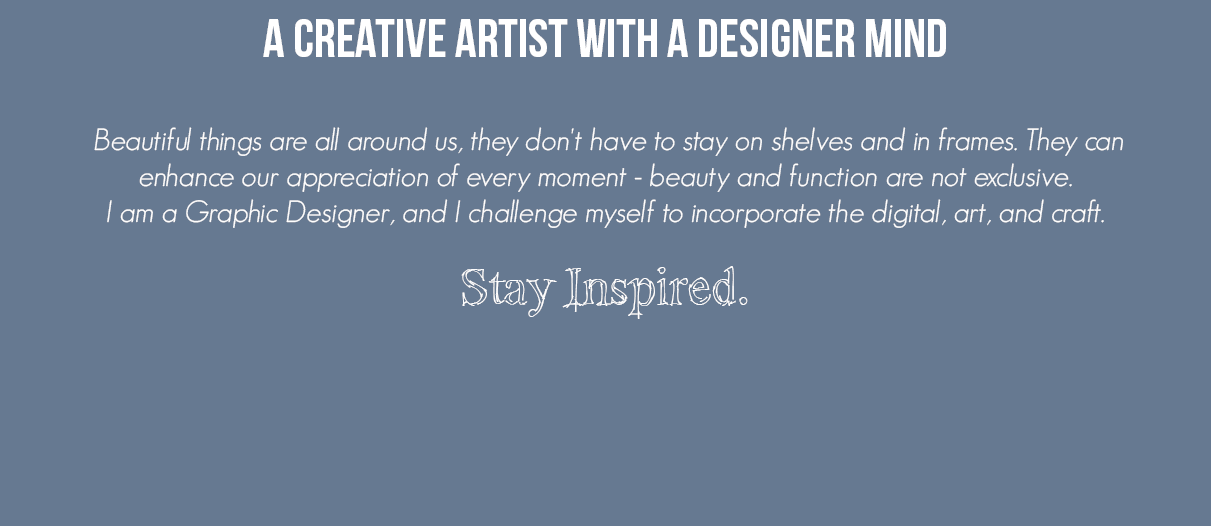 A CREATIVE ARTIST WITH A DESIGNER MIND
Beautiful things are all around us, they don't have to stay on shelves and in frames. They can
enhance our appreciation of every moment - beauty and function are not exclusive.
I am a Graphic Designer, and I challenge myself to incorporate the digital, art, and craft.
Stay Inspired.